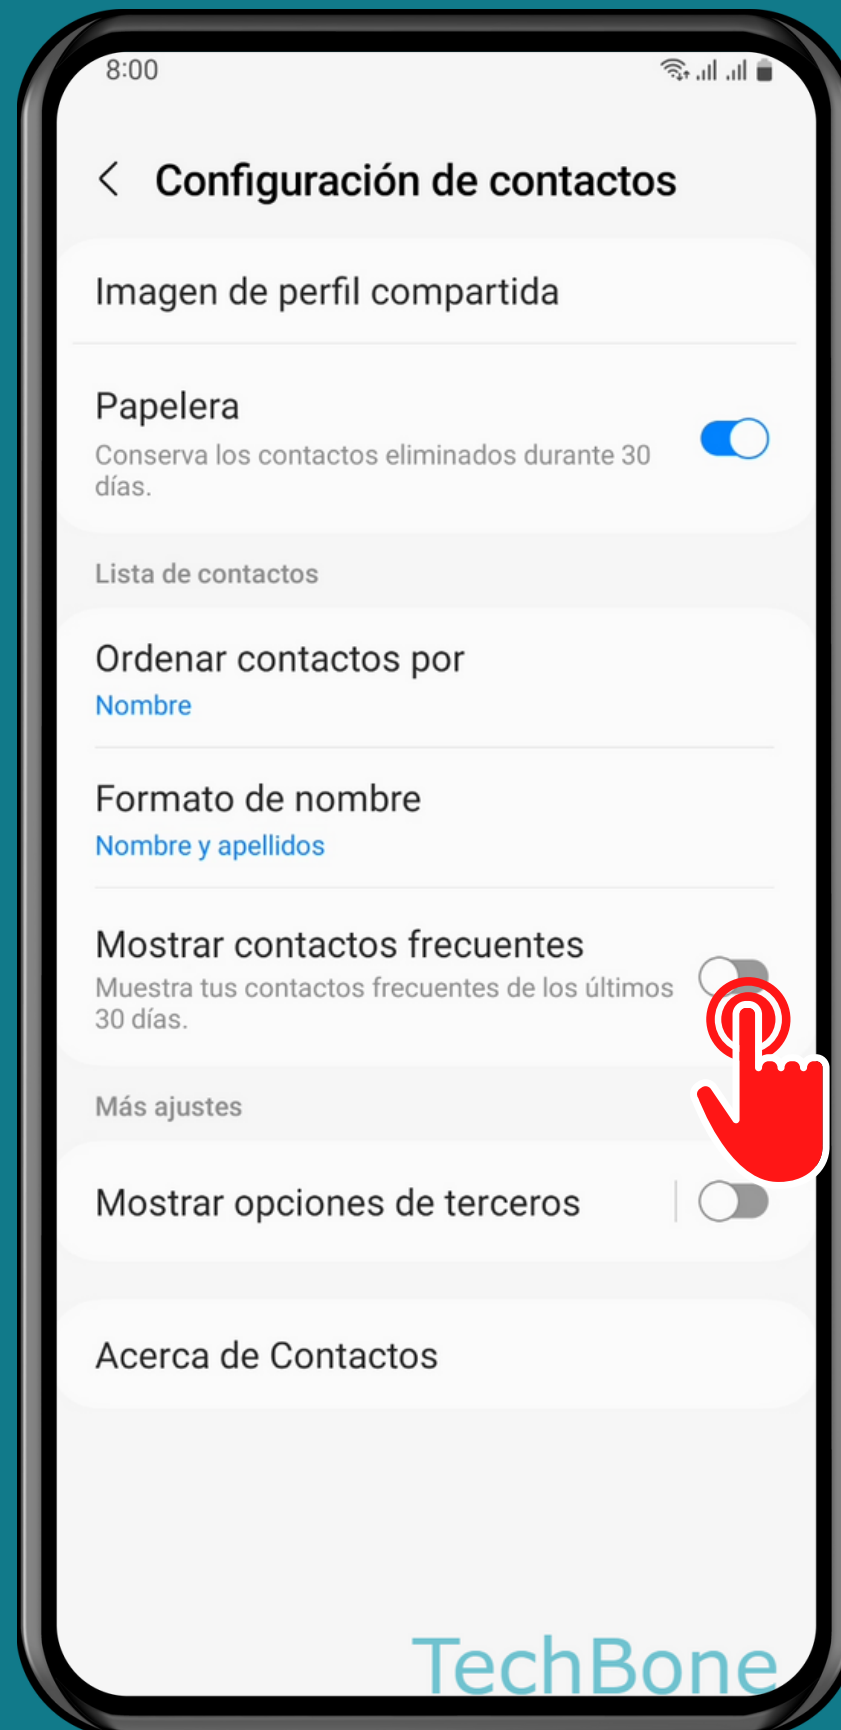 8:00
Configuración de contactos
Imagen de perfil compartida
Papelera
Conserva los contactos eliminados durante 30
días.
Lista de contactos
Ordenar contactos por
Nombre
Formato de nombre
Nombre y apellidos
Mostrar contactos frecuentes
Muestra tus contactos frecuentes de los últimos
30 días.
Más ajustes
Mostrar opciones de terceros
Acerca de Contactos
TechBone